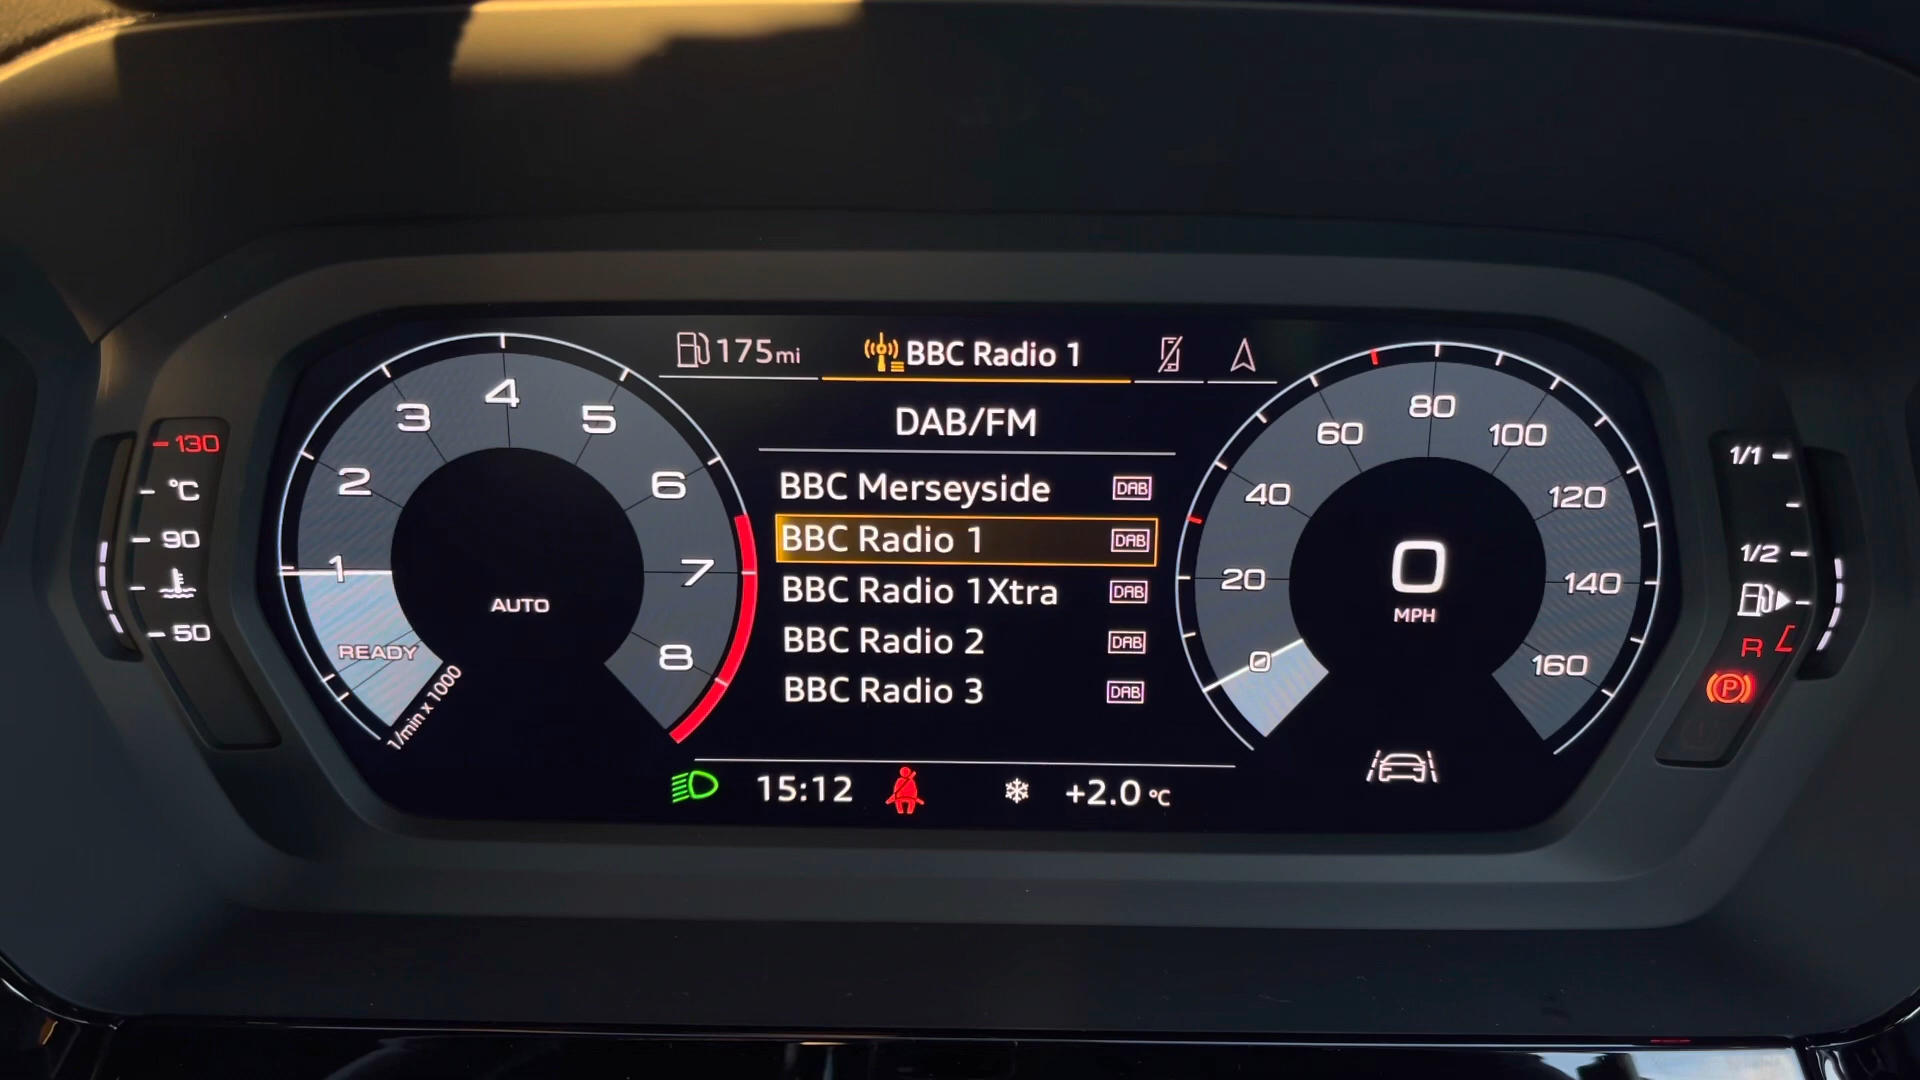 175mi
BBC Radio 1
DAB/FM
BBC Merseyside DAB
BBC Radio 1 DAB
BBC Radio 1Xtra DAB
BBC Radio 2 DAB
BBC Radio 3 DAB
15:12
+2.0 °C
130
°C
90
50
1
2
3
4
5
6
7
8
READY
1/min x 1000
AUTO
0
20
40
60
80
100
120
140
160
0
MPH
1/1
1/2
R
P